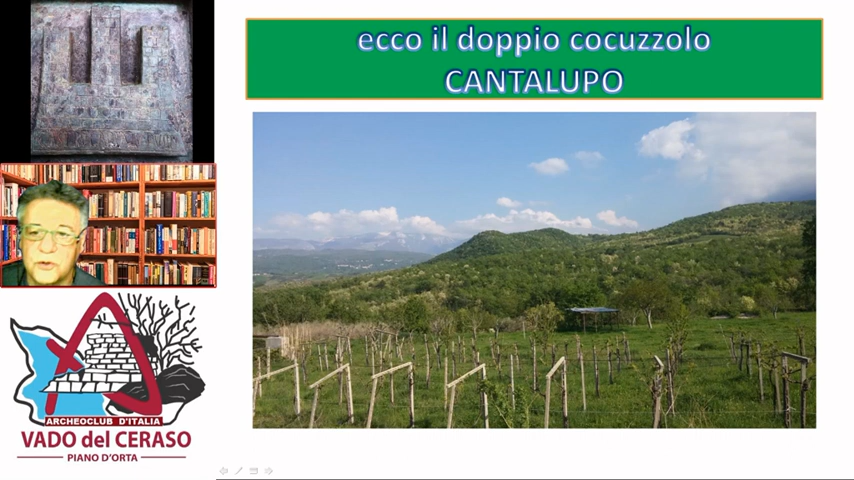 ecco il doppio cocuzzolo
CANTALUPO
ARCHEOCLUB D'ITALIA
VADO del CERASO
PIANO D'ORTA